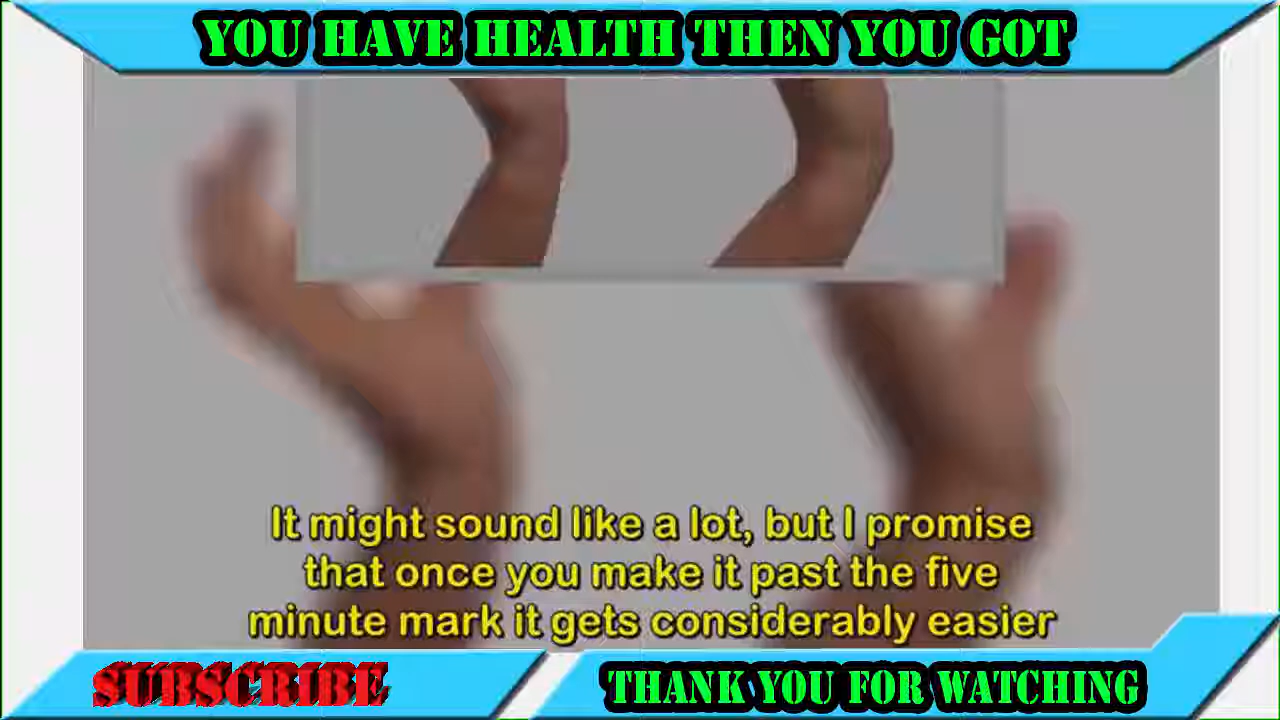 YOU HAVE HEALTH THEN YOU GOT
It might sound like a lot, but I promise
that once you make it past the five
minute mark it gets considerably easier
SUBSCRIBE
THANK YOU FOR WATCHING